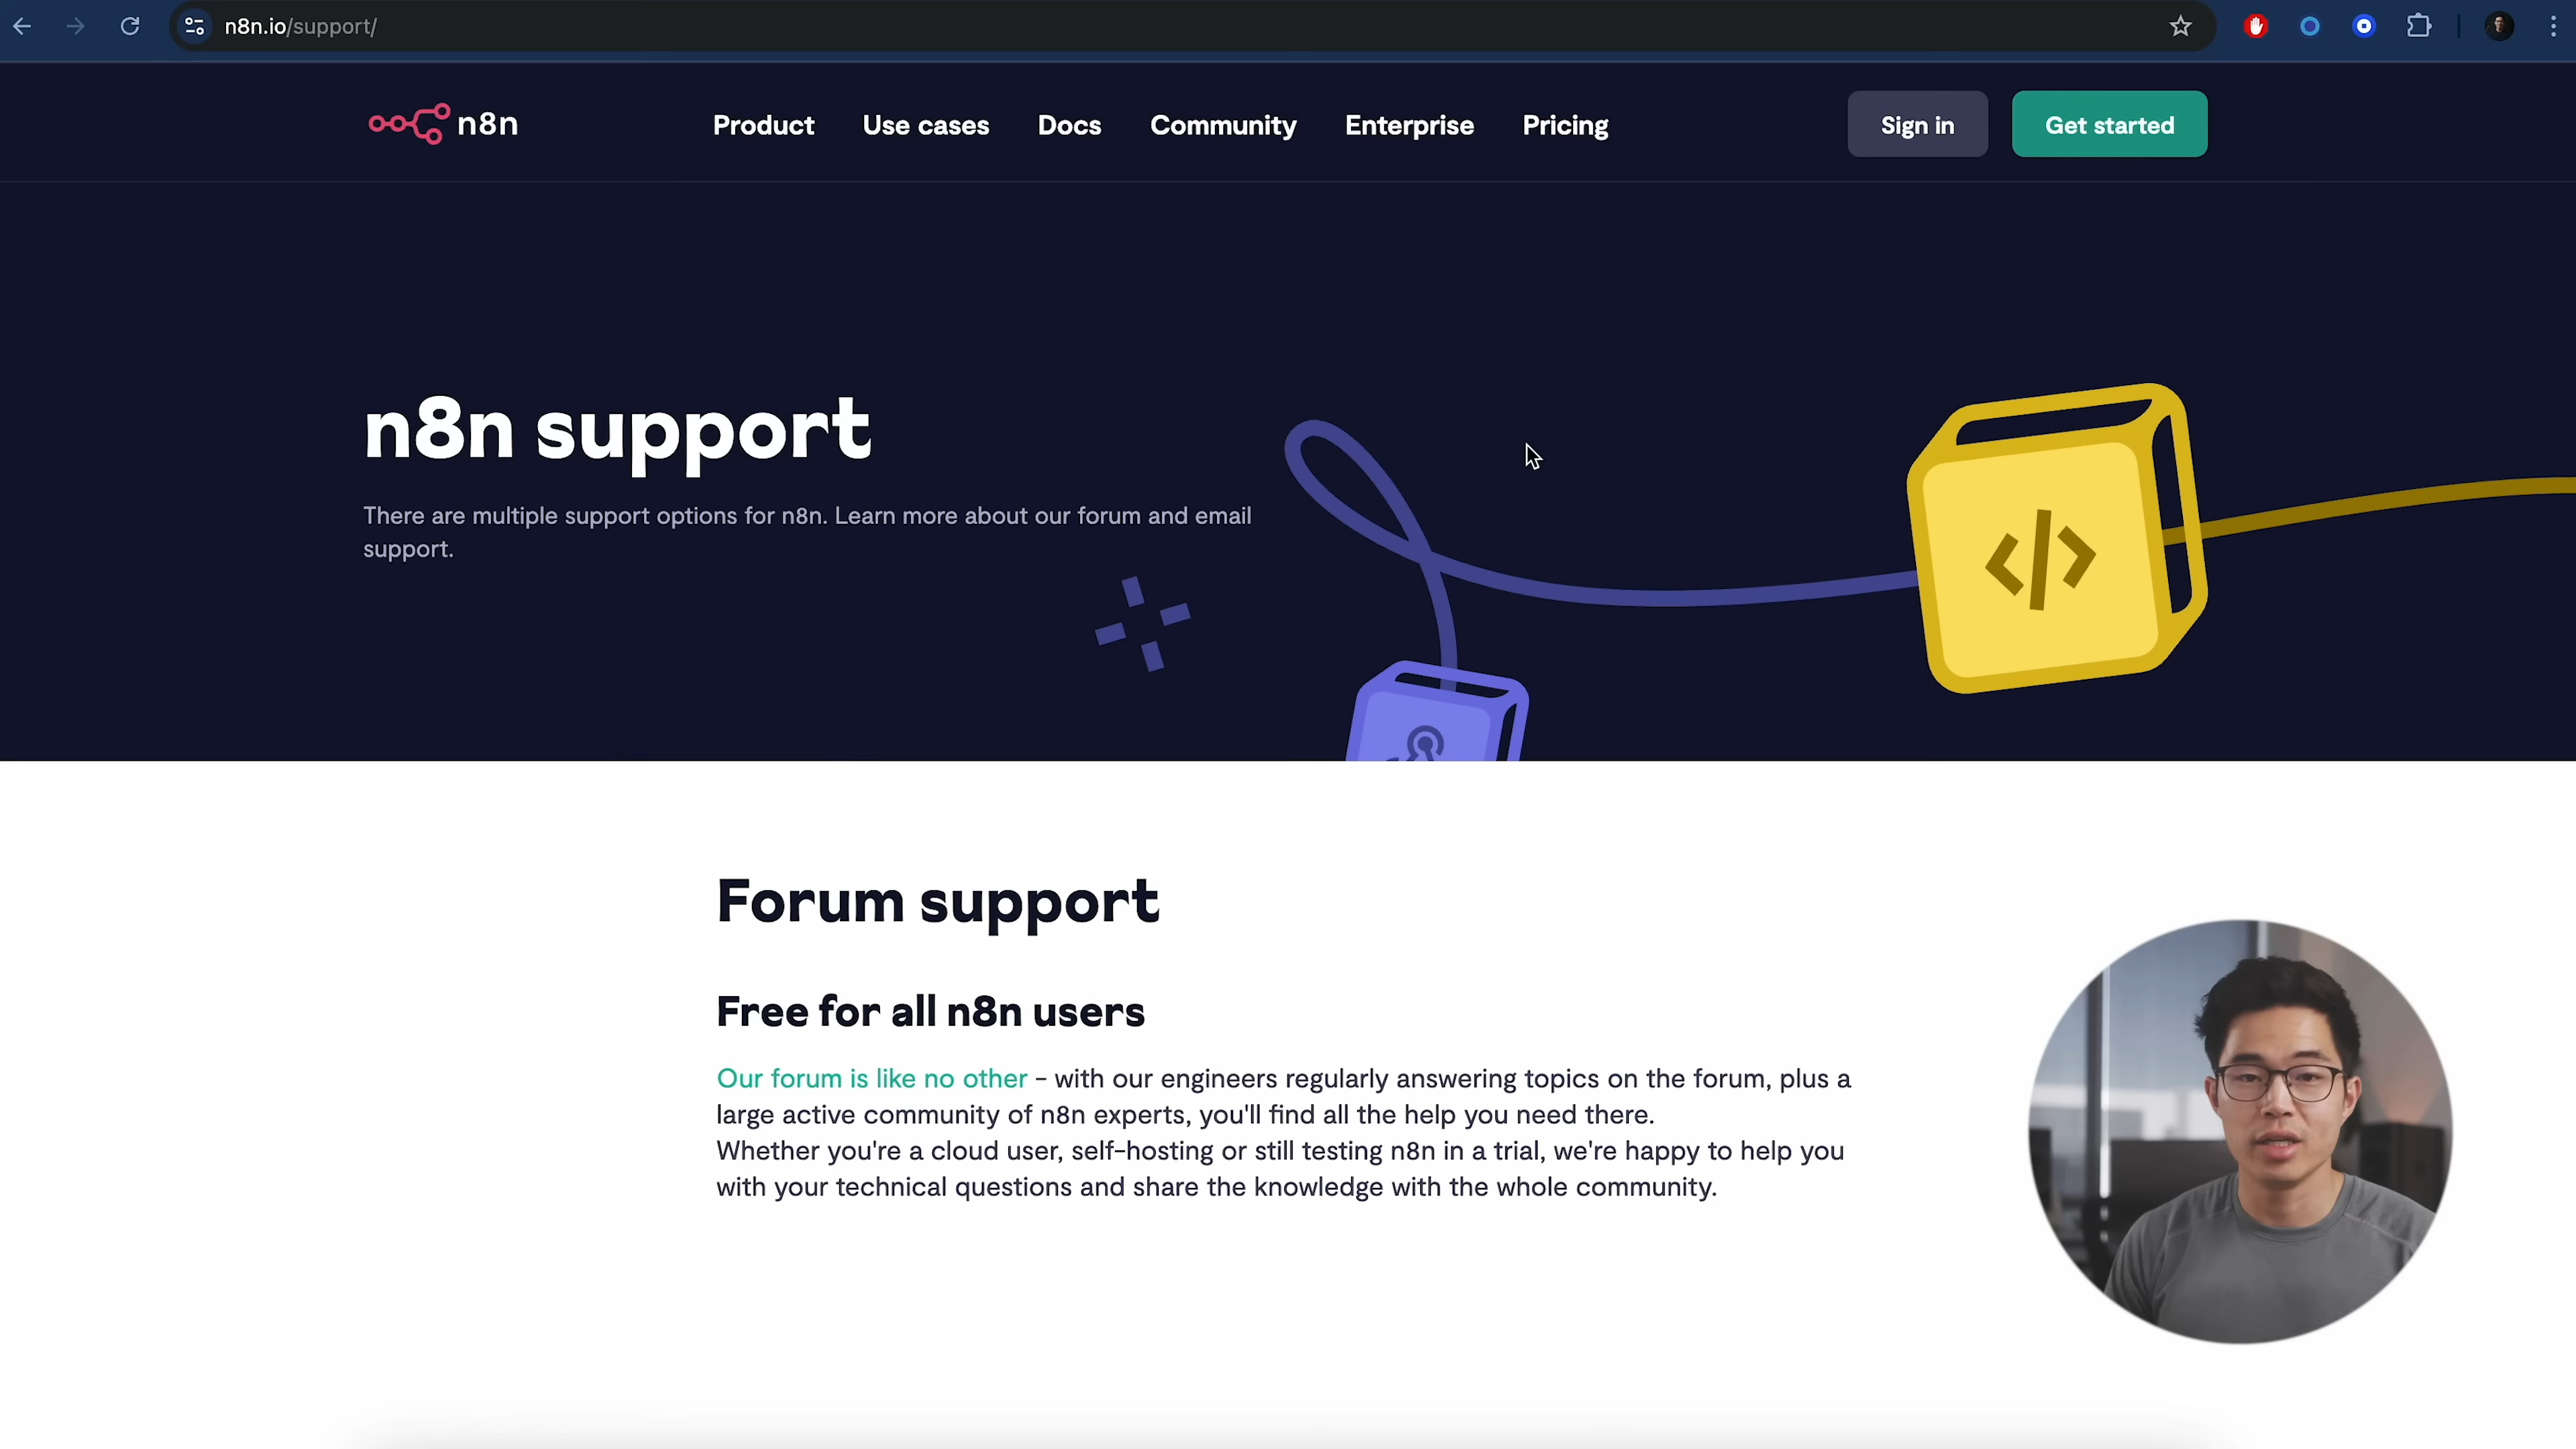 n8n.io/support/
n8n
Product
Use cases
Docs
Community
Enterprise
Pricing
Sign in
Get started
n8n support
There are multiple support options for n8n. Learn more about our forum and email
support.
</>
Forum support
Free for all n8n users
Our forum is like no other - with our engineers regularly answering topics on the forum, plus a
large active community of n8n experts, you'll find all the help you need there.
Whether you're a cloud user, self-hosting or still testing n8n in a trial, we're happy to help you
with your technical questions and share the knowledge with the whole community.